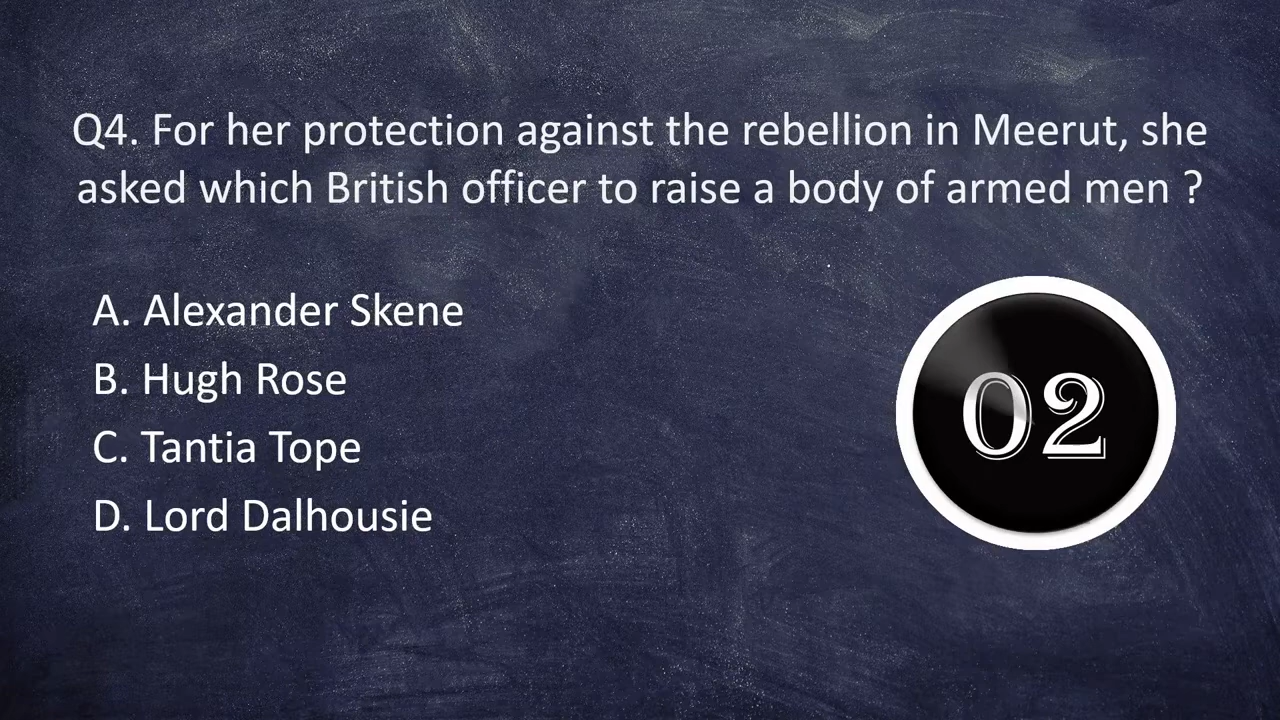 Q4. For her protection against the rebellion in Meerut, she
asked which British officer to raise a body of armed men ?
A. Alexander Skene
B. Hugh Rose
C. Tantia Tope
D. Lord Dalhousie
02